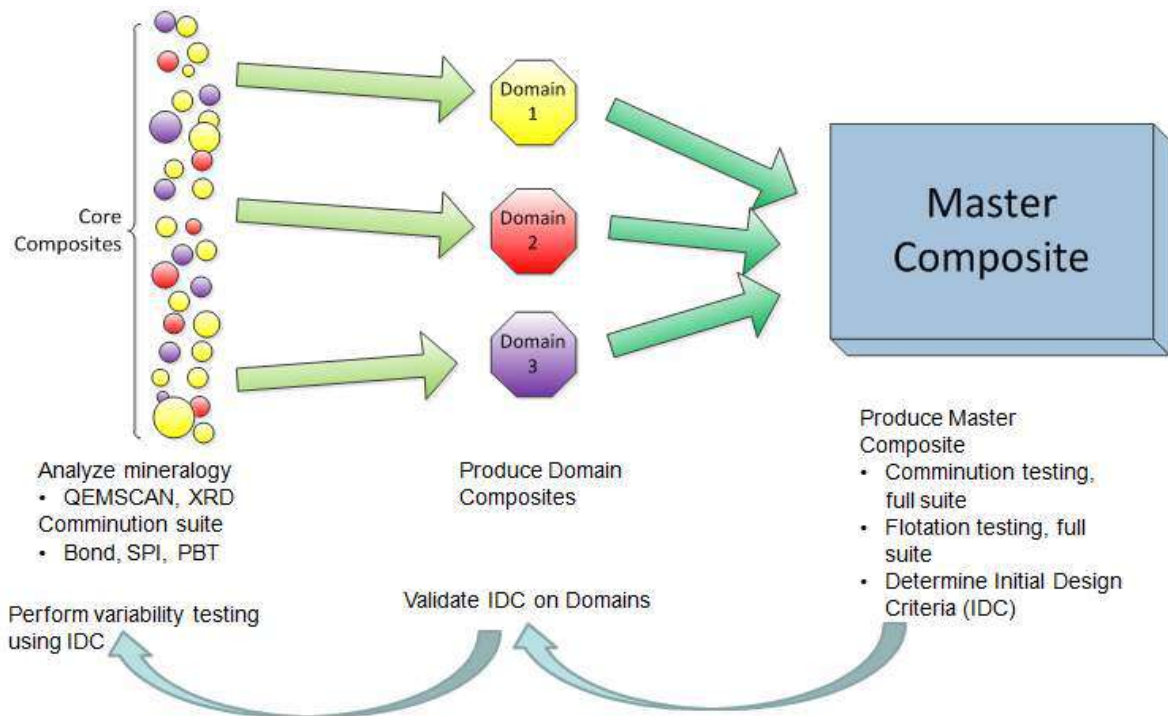 Core
Composites
Domain
1
Domain
2
Domain
3
Master
Composite
Analyze mineralogy
• QEMSCAN, XRD
Comminution suite
• Bond, SPI, PBT
Produce Domain
Composites
Produce Master
Composite
• Comminution testing,
full suite
• Flotation testing, full
suite
• Determine Initial Design
Criteria (IDC)
Validate IDC on Domains
Perform variability testing
using IDC